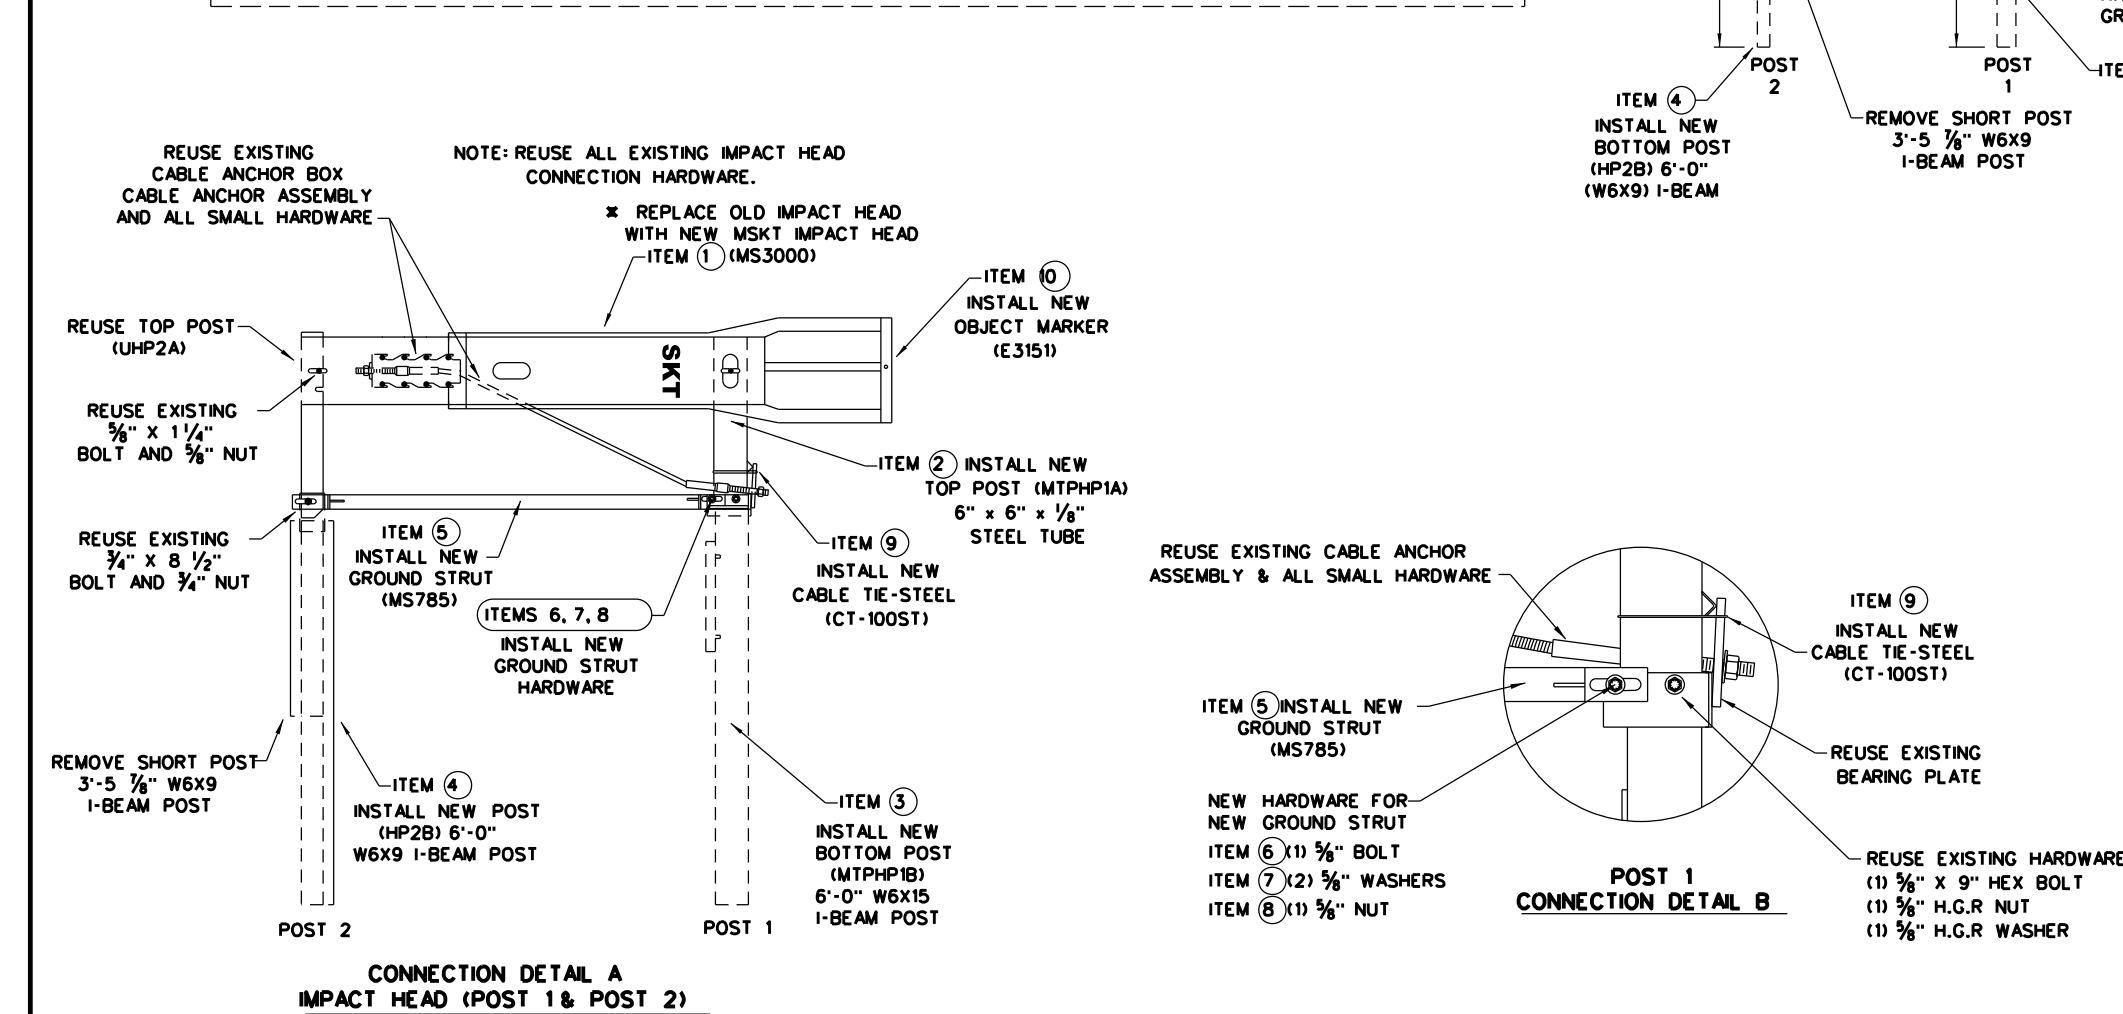 GR
POST
2
POST
1
ITEM 4
INSTALL NEW
BOTTOM POST
(HP2B) 6'-0"
(W6X9) I-BEAM
REMOVE SHORT POST
3'-5 7/8" W6X9
I-BEAM POST
REUSE EXISTING
CABLE ANCHOR BOX
CABLE ANCHOR ASSEMBLY
AND ALL SMALL HARDWARE
NOTE: REUSE ALL EXISTING IMPACT HEAD
CONNECTION HARDWARE.
* REPLACE OLD IMPACT HEAD
WITH NEW MSKT IMPACT HEAD
ITEM 1 (MS3000)
ITEM 10
INSTALL NEW
OBJECT MARKER
(E3151)
REUSE TOP POST
(UHP2A)
SKT
REUSE EXISTING
5/8" X 1 1/4"
BOLT AND 5/8" NUT
ITEM 2 INSTALL NEW
TOP POST (MTPHP1A)
6" x 6" x 1/8"
STEEL TUBE
REUSE EXISTING
3/4" X 8 1/2"
BOLT AND 3/4" NUT
ITEM 5
INSTALL NEW
GROUND STRUT
(MS785)
ITEMS 6, 7, 8
INSTALL NEW
GROUND STRUT
HARDWARE
ITEM 9
INSTALL NEW
CABLE TIE-STEEL
(CT-100ST)
REMOVE SHORT POST
3'-5 7/8" W6X9
I-BEAM POST
ITEM 4
INSTALL NEW POST
(HP2B) 6'-0"
W6X9 I-BEAM POST
ITEM 3
INSTALL NEW
BOTTOM POST
(MTPHP1B)
6'-0" W6X15
I-BEAM POST
POST 2
POST 1
CONNECTION DETAIL A
IMPACT HEAD (POST 1 & POST 2)
REUSE EXISTING CABLE ANCHOR
ASSEMBLY & ALL SMALL HARDWARE
ITEM 9
INSTALL NEW
CABLE TIE-STEEL
(CT-100ST)
ITEM 5 INSTALL NEW
GROUND STRUT
(MS785)
REUSE EXISTING
BEARING PLATE
NEW HARDWARE FOR
NEW GROUND STRUT
ITEM 6 (1) 5/8" BOLT
ITEM 7 (2) 5/8" WASHERS
ITEM 8 (1) 5/8" NUT
POST 1
CONNECTION DETAIL B
REUSE EXISTING HARDWARE
(1) 5/8" X 9" HEX BOLT
(1) 5/8" H.G.R NUT
(1) 5/8" H.G.R WASHER